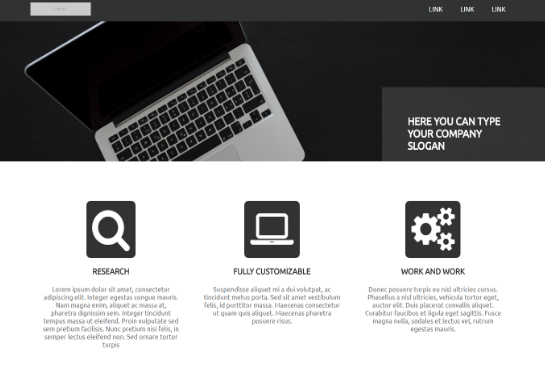 LINK LINK LINK
HERE YOU CAN TYPE
YOUR COMPANY
SLOGAN
RESEARCH
Lorem ipsum dolor sit amet, consectetur
adipiscing elit. Integer egestas congue mauris.
Nam magna enim, aliquet ac massa at,
pharetra dignissim sem. Integer tincidunt
tempus massa ut eleifend. Proin vulputate sed
sem pretium facilisis. Nunc pretium nisi felis, in
semper lectus eleifend non. Sed ornare tortor
turpis
FULLY CUSTOMIZABLE
Suspendisse aliquet mi a dui volutpat, ac
tincidunt metus porta. Sed sit amet vestibulum
felis, id porttitor massa. Maecenas consectetur
ut quam quis aliquet. Maecenas pharetra
posuere risus.
WORK AND WORK
Donec posuere turpis ev nisl ultricies cursus.
Phasellus a nisl ultricies, vehicula tortor eget,
auctor elit. Duis placerat convallis aliquet.
Curabitur faucibus et ligula eget sagittis. Fusce
magna nulla, sodales et lectus vel, rutrum
egestas mauris.